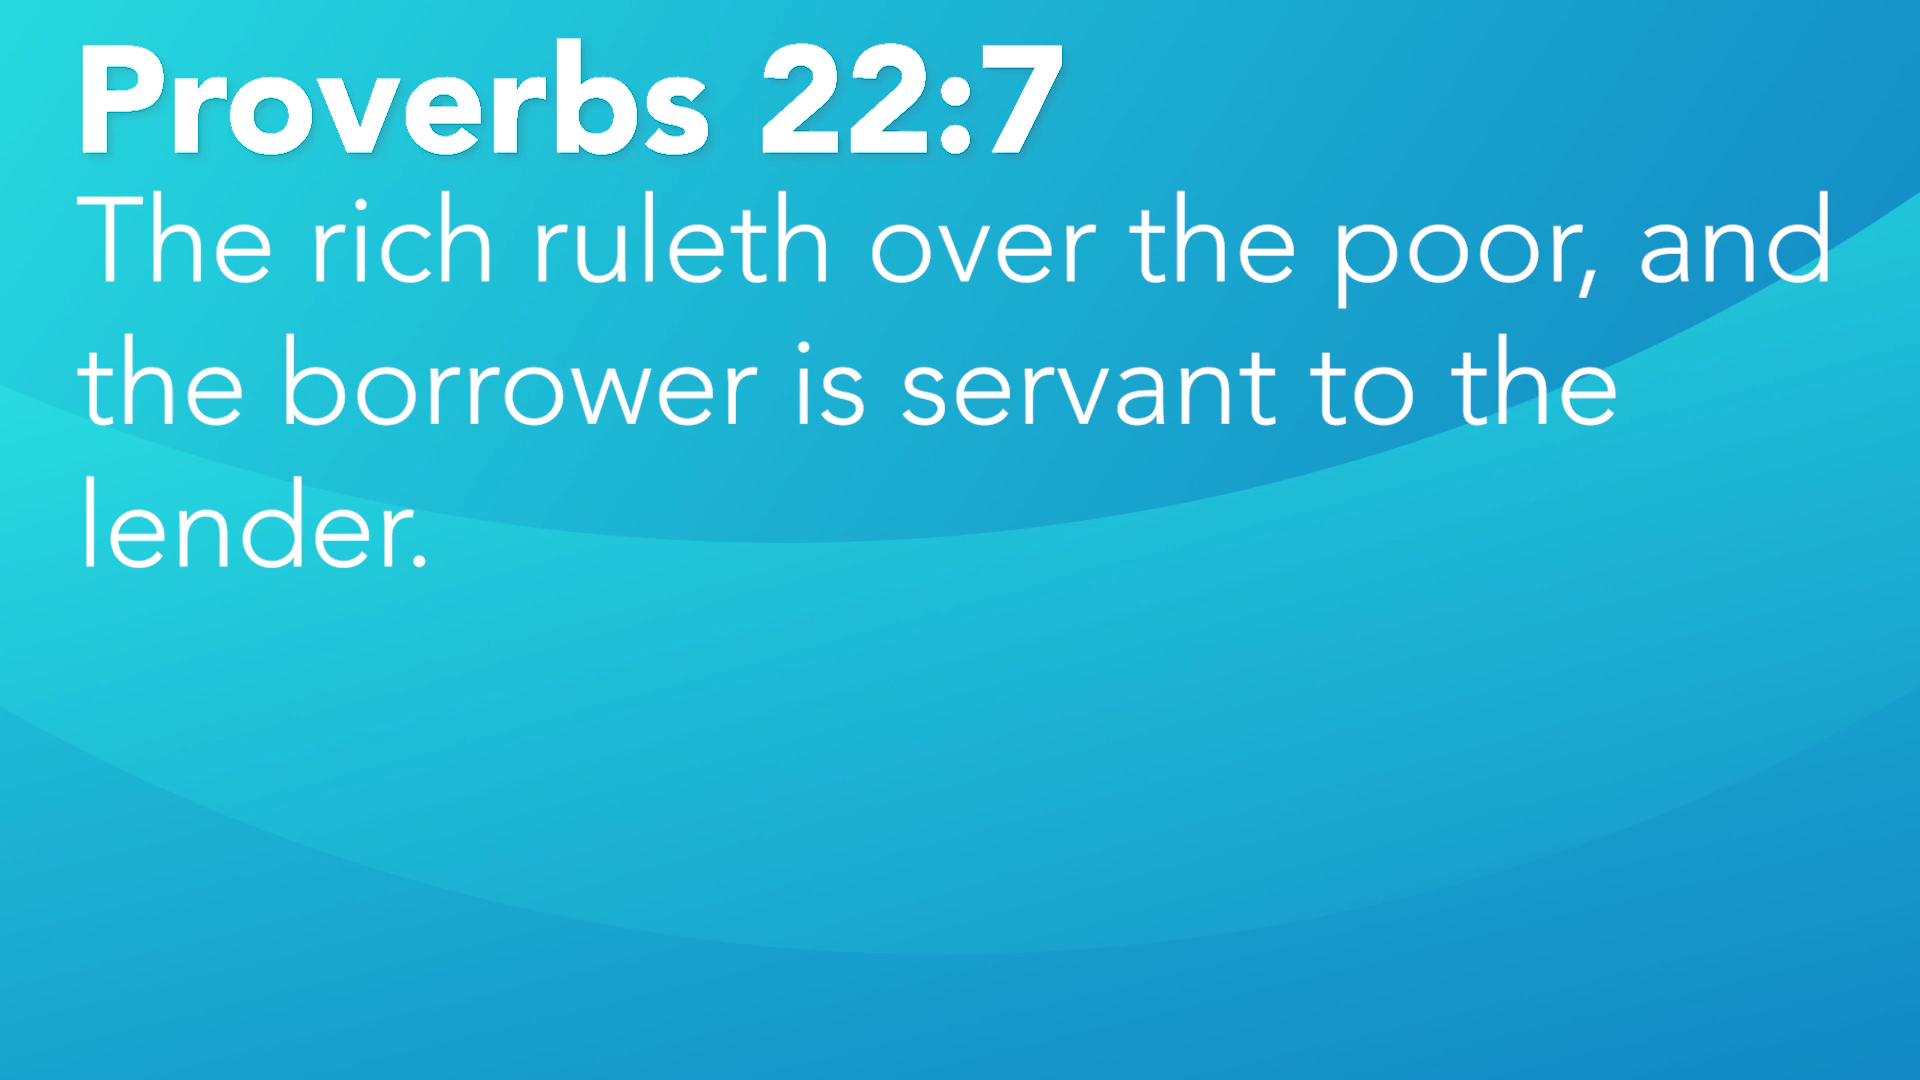 Proverbs 22:7
The rich ruleth over the poor, and
the borrower is servant to the
lender.